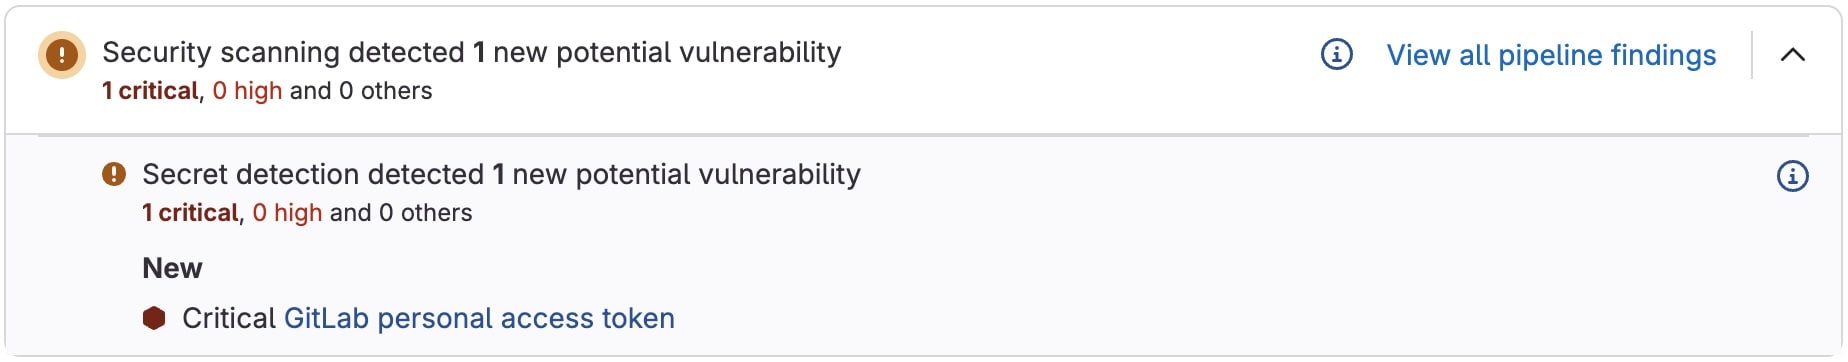 Security scanning detected 1 new potential vulnerability
View all pipeline findings
1 critical, 0 high and 0 others
Secret detection detected 1 new potential vulnerability
1 critical, 0 high and 0 others
New
Critical GitLab personal access token